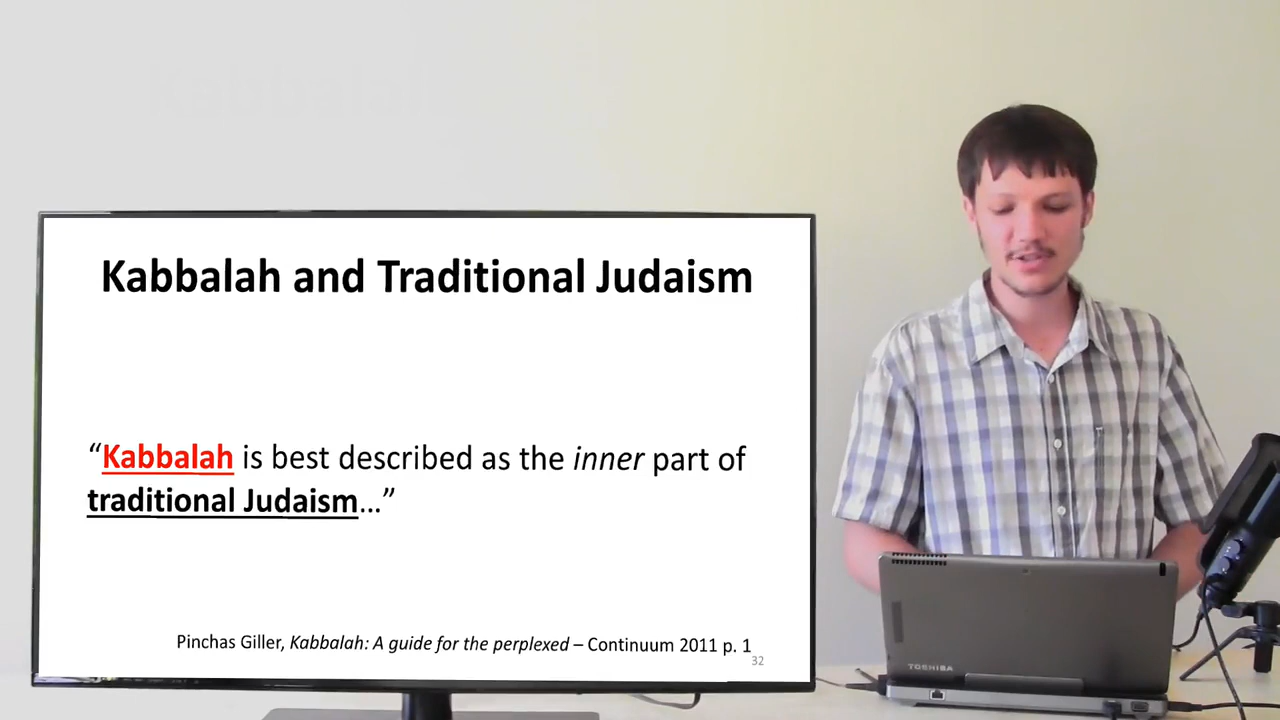 Kabbalah and Traditional Judaism
“Kabbalah is best described as the inner part of
traditional Judaism…”
Pinchas Giller, Kabbalah: A guide for the perplexed – Continuum 2011 p. 1
32
TOSHIBA